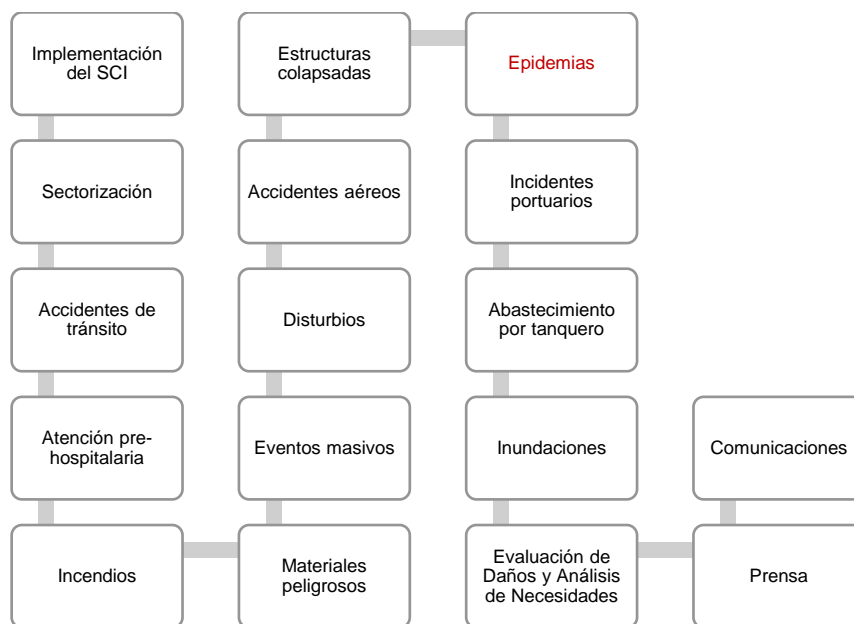 Implementación
del SCI
Sectorización
Accidentes de
tránsito
Atención pre-
hospitalaria
Incendios
Materiales
peligrosos
Eventos masivos
Disturbios
Accidentes aéreos
Estructuras
colapsadas
Epidemias
Incidentes
portuarios
Abastecimiento
por tanquero
Inundaciones
Evaluación de
Daños y Análisis
de Necesidades
Prensa
Comunicaciones